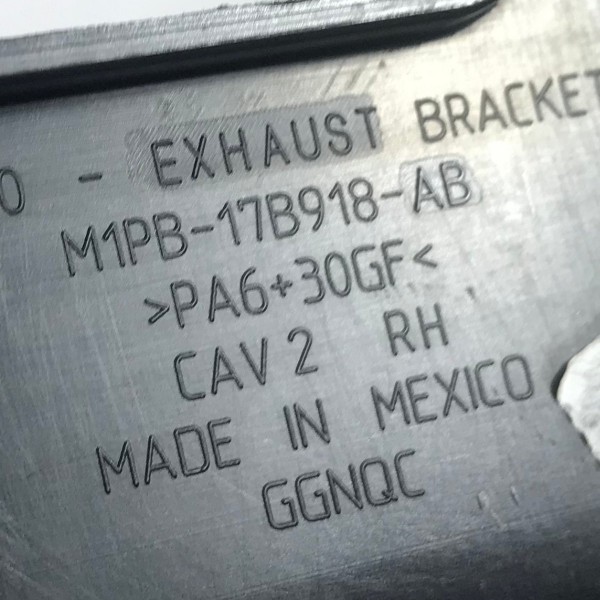 O - EXHAUST BRACKET
M1PB-17B918-AB
>PA6+30GF<
CAV 2 RH
MADE IN MEXICO
GGNQC